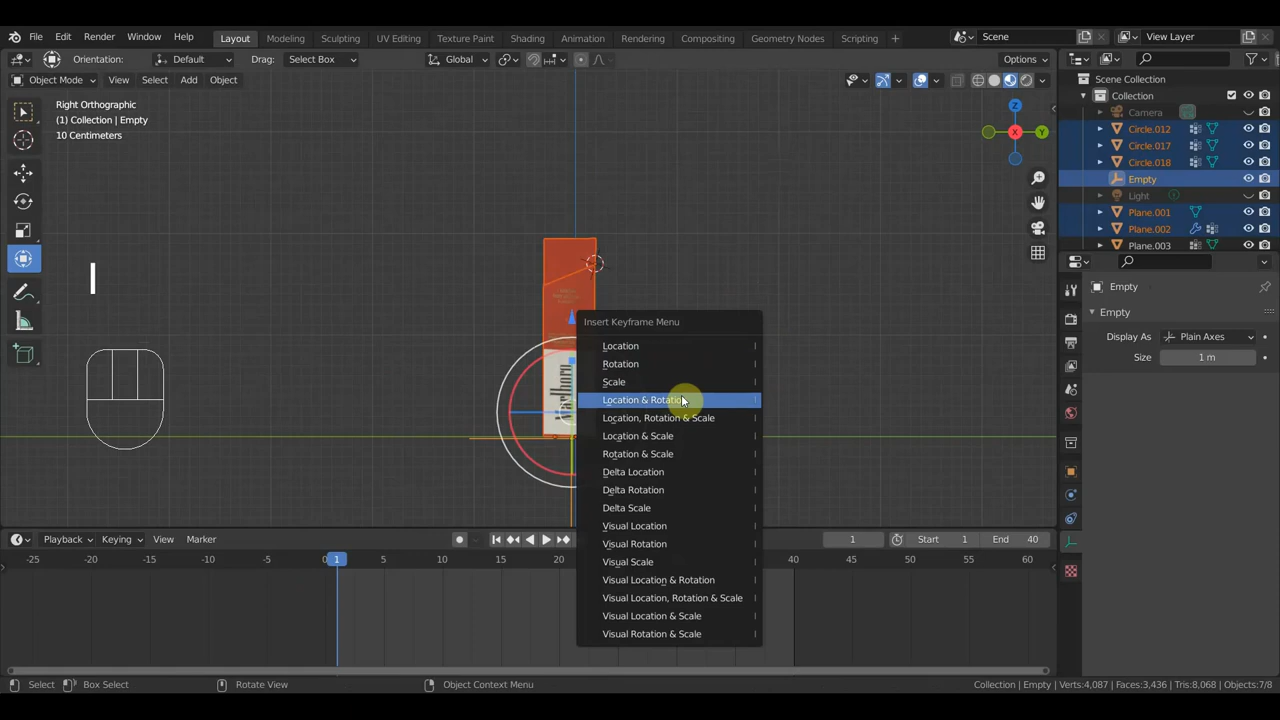 File Edit Render Window Help Layout Modeling Sculpting UV Editing Texture Paint Shading Animation Rendering Compositing Geometry Nodes Scripting + Scene View Layer
Orientation: Default Drag: Select Box Global Options
Object Mode View Select Add Object
Right Orthographic
(1) Collection | Empty
10 Centimeters
Z
Y
X
I
Marlboro
Insert Keyframe Menu
Location I
Rotation I
Scale I
Location & Rotation I
Location, Rotation & Scale I
Location & Scale I
Rotation & Scale I
Delta Location I
Delta Rotation I
Delta Scale I
Visual Location I
Visual Rotation I
Visual Scale I
Visual Location & Rotation I
Visual Location, Rotation & Scale I
Visual Location & Scale I
Visual Rotation & Scale I
Scene Collection
Collection
Camera
Circle.012
Circle.017
Circle.018
Empty
Light
Plane.001
Plane.002
Plane.003
Empty
Empty
Display As Plain Axes
Size 1 m
Playback Keying View Marker 1 Start 1 End 40
-25 -20 -15 -10 -5 0 1 5 10 15 20 40 45 50 55 60
Select Box Select Rotate View Object Context Menu Collection | Empty | Verts:4,087 | Faces:3,436 | Tris:8,068 | Objects:7/8